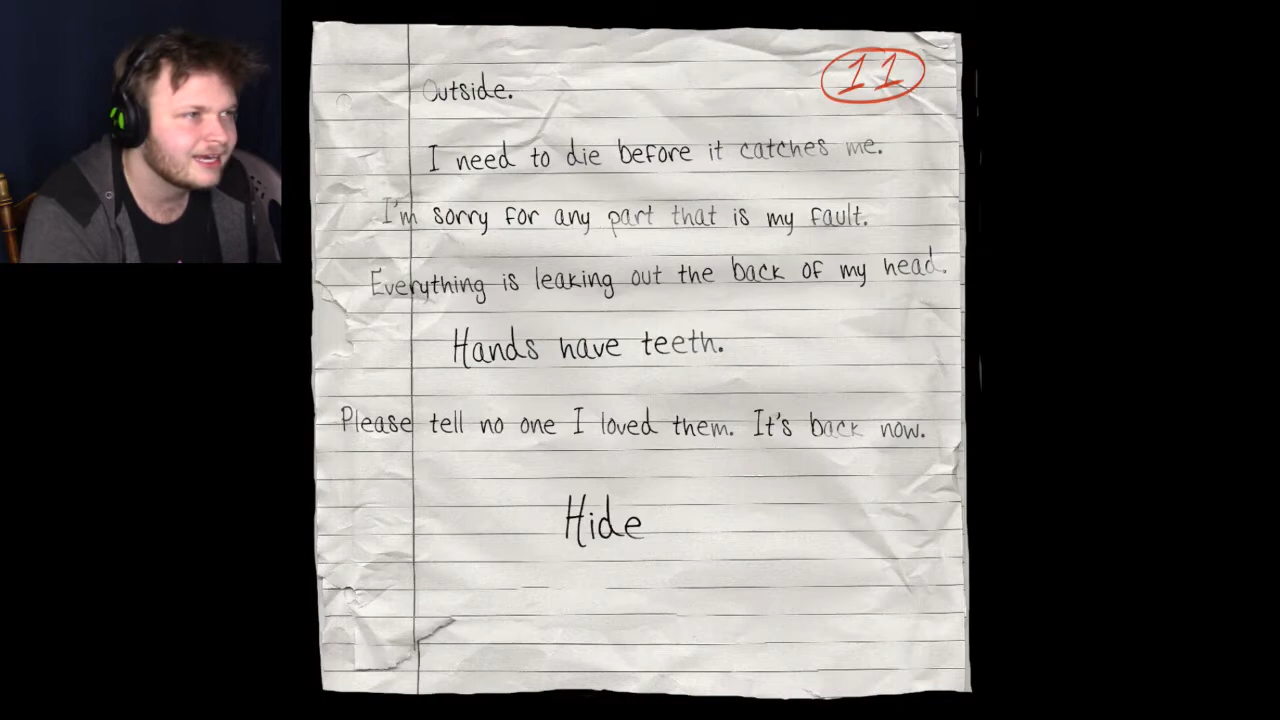 11
Outside.
I need to die before it catches me.
I'm sorry for any part that is my fault.
Everything is leaking out the back of my head.
Hands have teeth.
Please tell no one I loved them. It's back now.
Hide